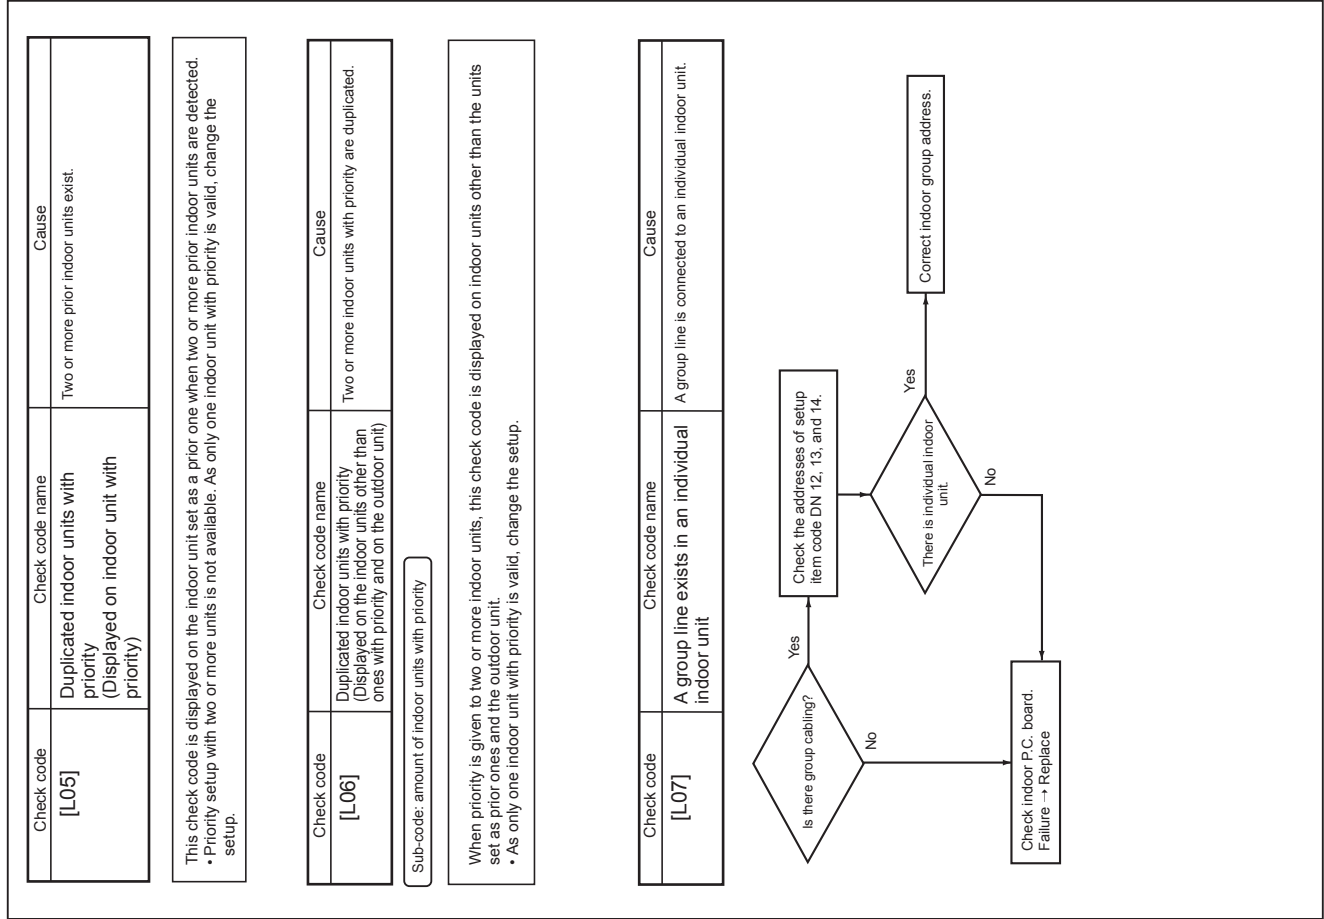 Check code
Check code name
Cause
[L05]
Duplicated indoor units with
priority
(Displayed on indoor unit with
priority)
Two or more prior indoor units exist.
This check code is displayed on the indoor unit set as a prior one when two or more prior indoor units are detected.
• Priority setup with two or more units is not available. As only one indoor unit with priority is valid, change the
setup.
Check code
Check code name
Cause
[L06]
Duplicated indoor units with priority
(Displayed on the indoor units other than
ones with priority and on the outdoor unit)
Two or more indoor units with priority are duplicated.
Sub-code: amount of indoor units with priority
When priority is given to two or more indoor units, this check code is displayed on indoor units other than the units
set as prior ones and the outdoor unit.
• As only one indoor unit with priority is valid, change the setup.
Check code
Check code name
Cause
[L07]
A group line exists in an individual
indoor unit
A group line is connected to an individual indoor unit.
Is there group cabling?
Yes
No
Check the addresses of setup
item code DN 12, 13, and 14.
There is individual indoor
unit.
Yes
No
Correct indoor group address.
Check indoor P.C. board.
Failure → Replace